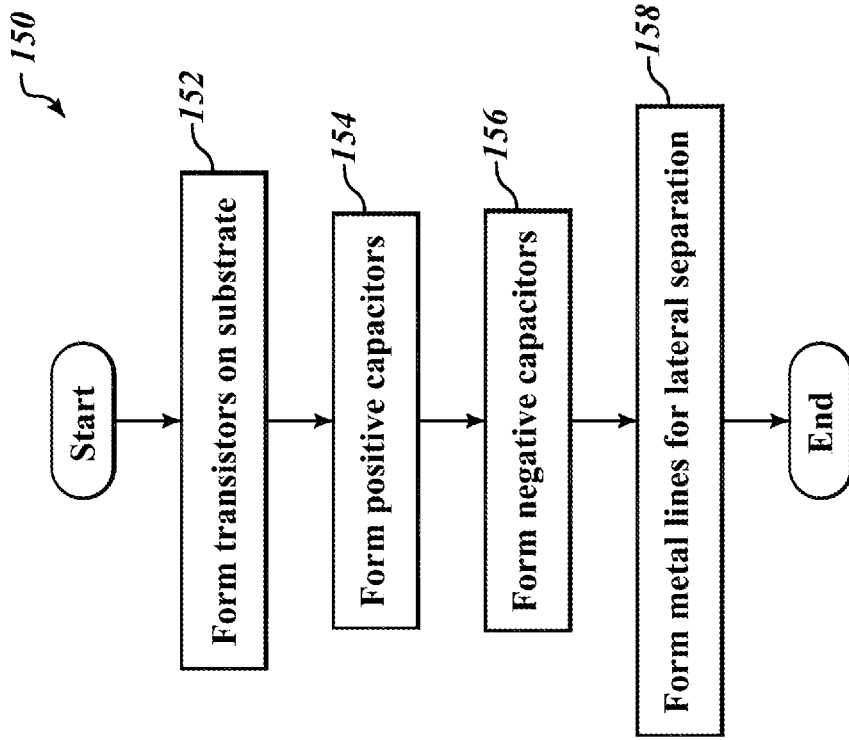 150
Start
Form transistors on substrate
152
Form positive capacitors
154
Form negative capacitors
156
Form metal lines for lateral separation
158
End